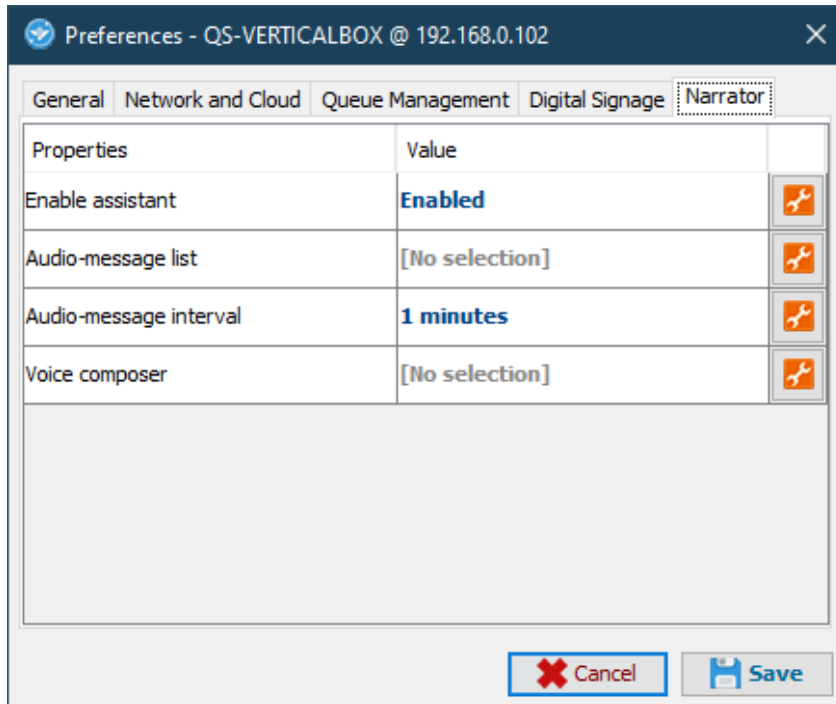 Preferences - QS-VERTICALBOX @ 192.168.0.102
General Network and Cloud Queue Management Digital Signage Narrator
Properties Value
Enable assistant Enabled
Audio-message list [No selection]
Audio-message interval 1 minutes
Voice composer [No selection]
Cancel Save